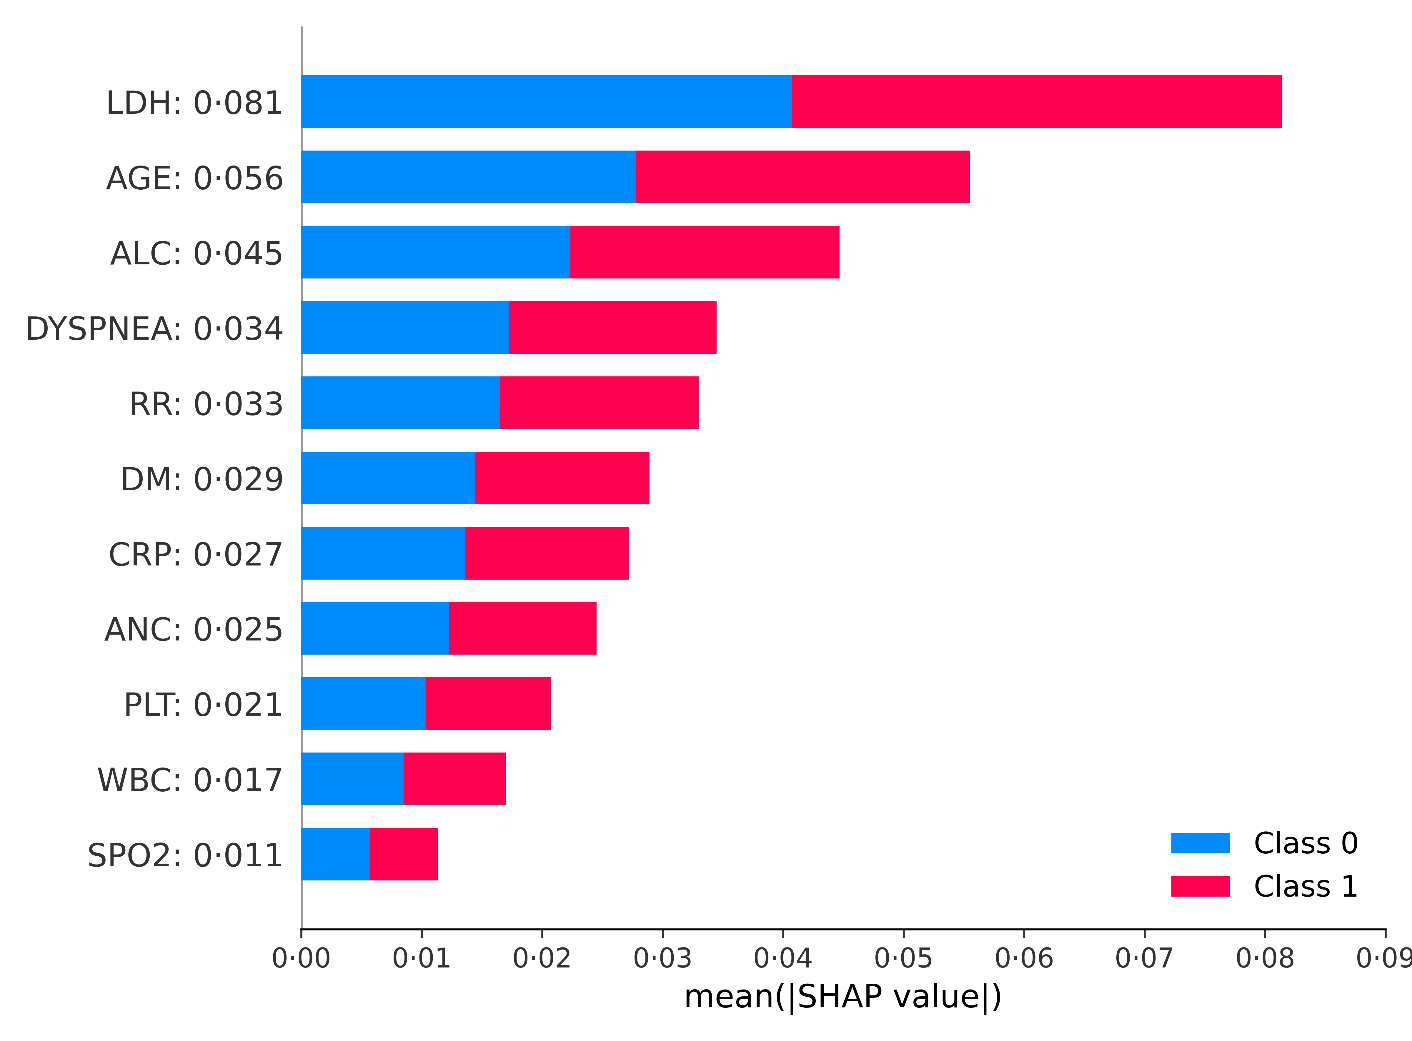 LDH: 0·081
AGE: 0·056
ALC: 0·045
DYSPNEA: 0·034
RR: 0·033
DM: 0·029
CRP: 0·027
ANC: 0·025
PLT: 0·021
WBC: 0·017
SPO2: 0·011
Class 0
Class 1
0·00 0·01 0·02 0·03 0·04 0·05 0·06 0·07 0·08 0·09
mean(|SHAP value|)